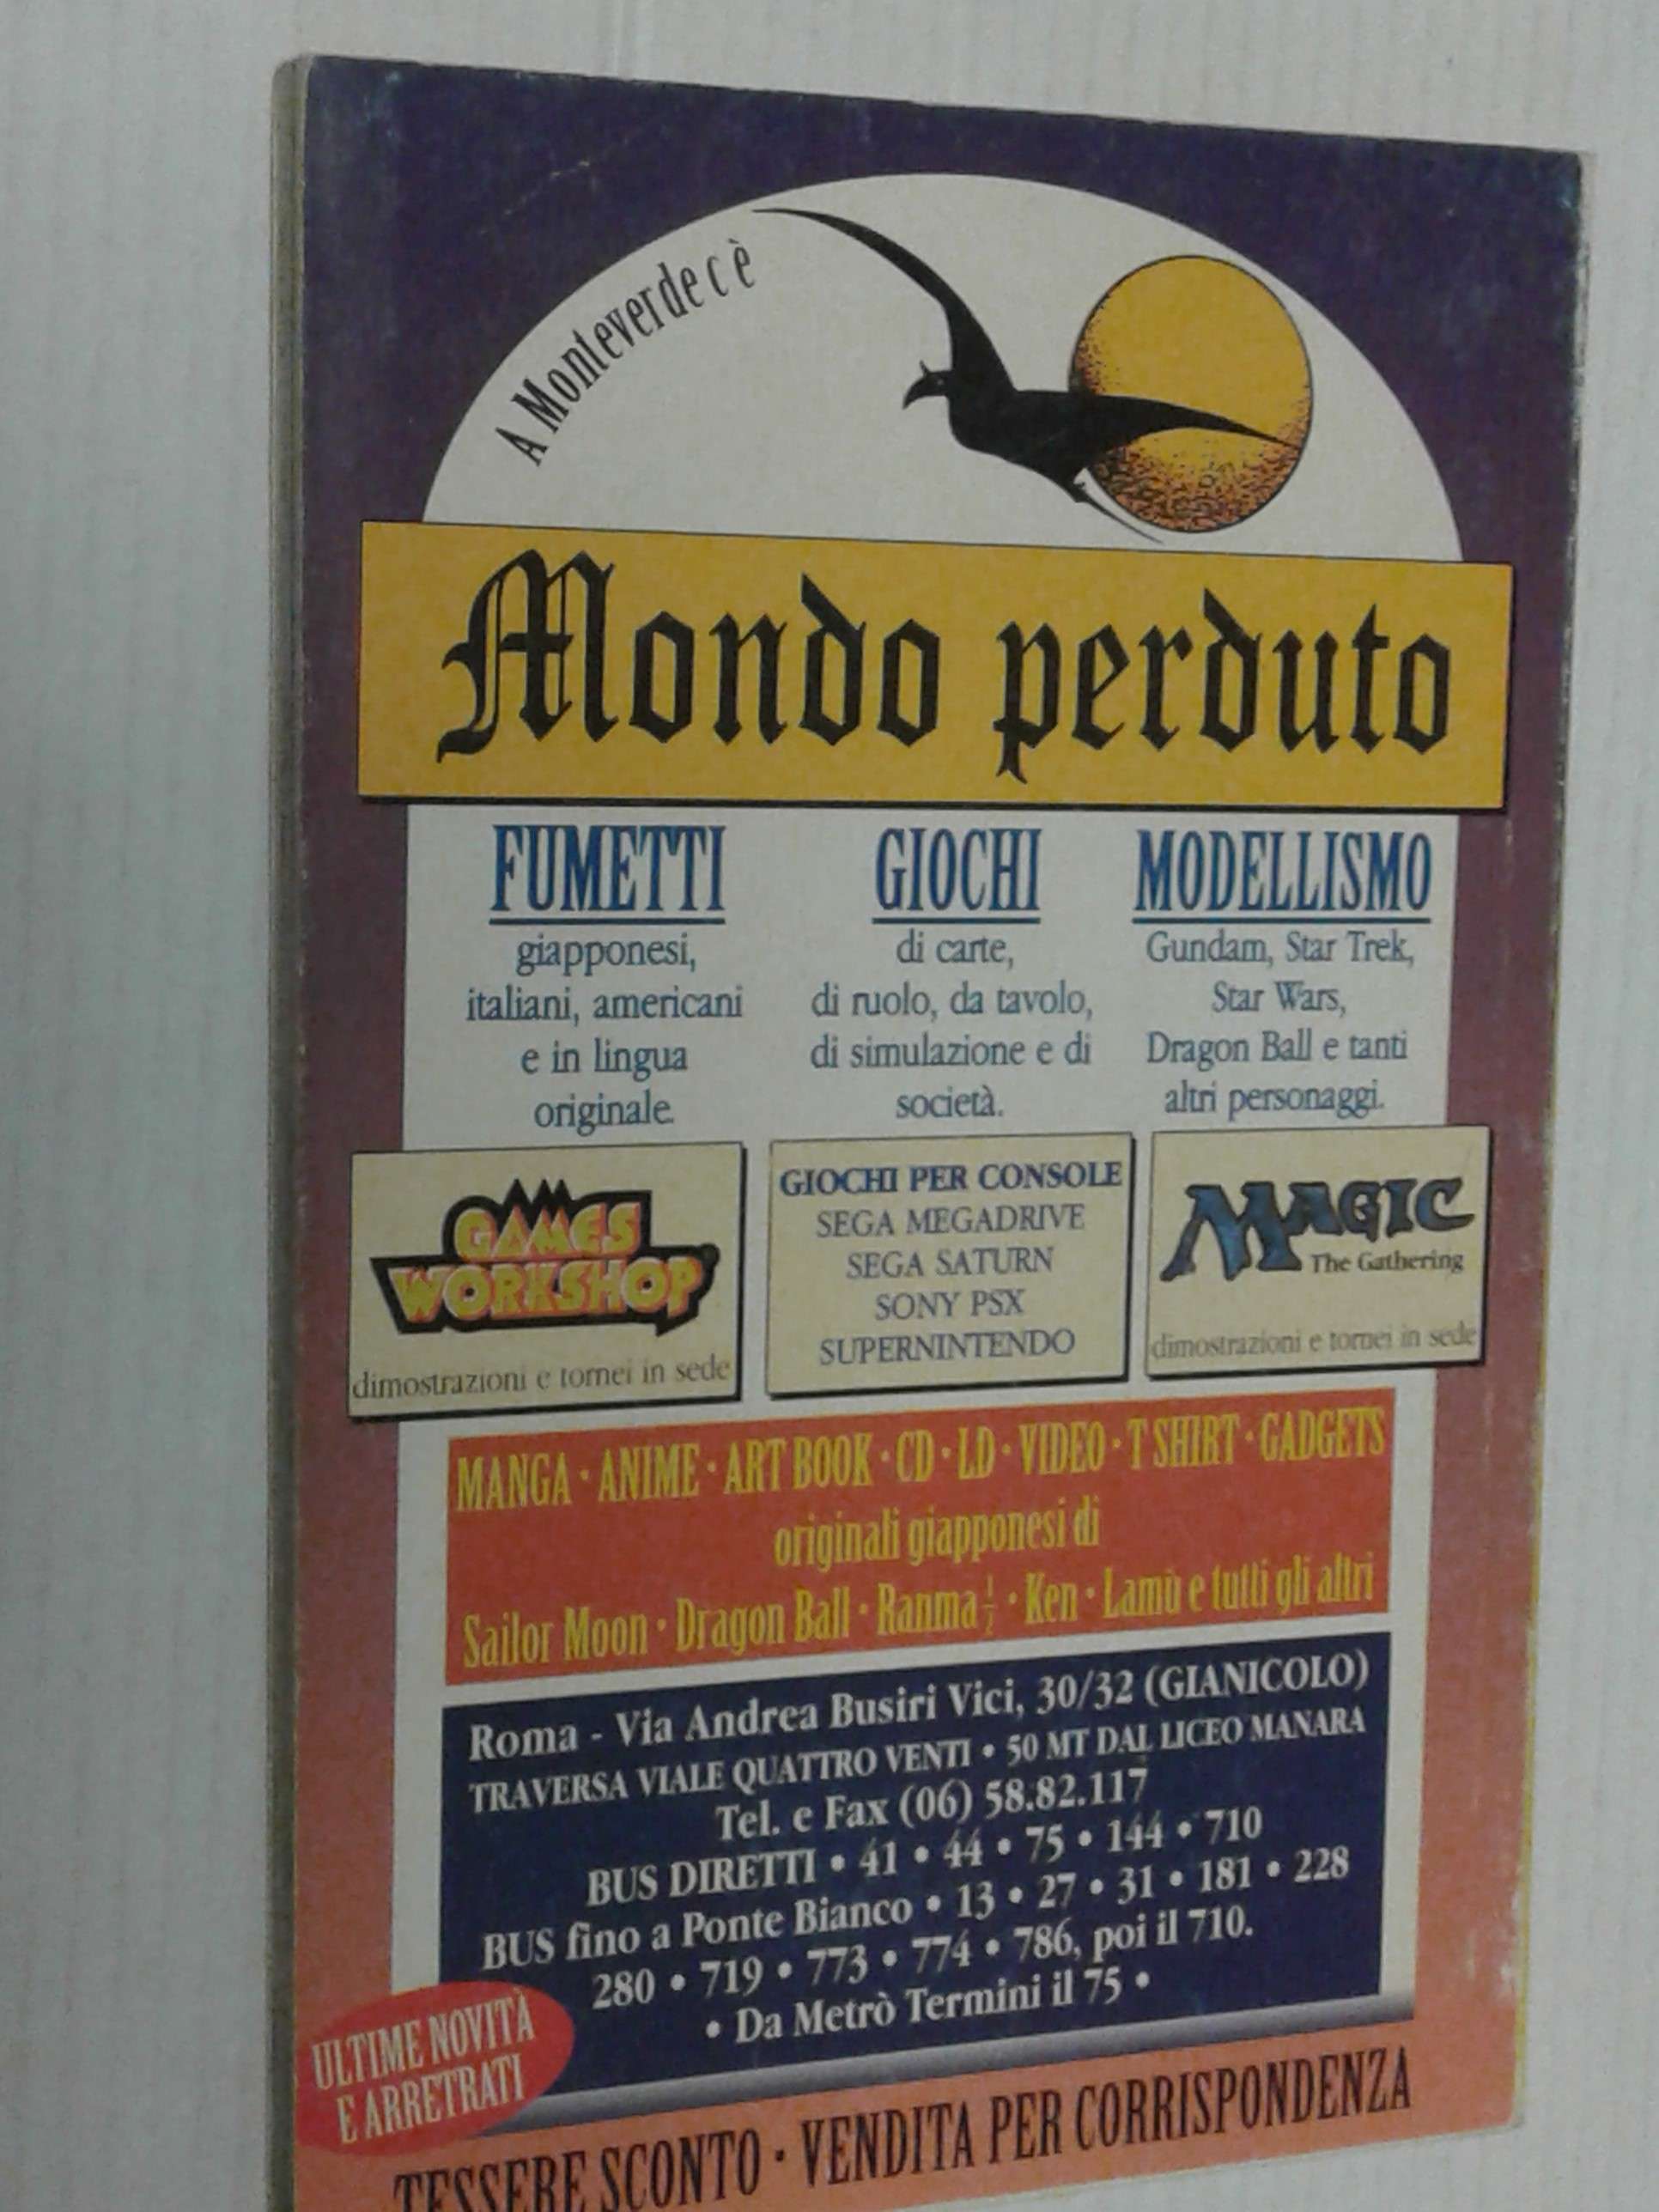 A Monteverde c è
Mondo perduto
FUMETTI
giapponesi,
italiani, americani
e in lingua
originale.
GIOCHI
di carte,
di ruolo, da tavolo,
di simulazione e di
società.
MODELLISMO
Gundam, Star Trek,
Star Wars,
Dragon Ball e tanti
altri personaggi.
GAMES
WORKSHOP
dimostrazioni e tornei in sede
GIOCHI PER CONSOLE
SEGA MEGADRIVE
SEGA SATURN
SONY PSX
SUPERNINTENDO
MAGIC
The Gathering
dimostrazioni e tornei in sede
MANGA · ANIME · ART BOOK · CD · LD · VIDEO · T SHIRT · GADGETS
originali giapponesi di
Sailor Moon · Dragon Ball · Ranma ½ · Ken · Lamù e tutti gli altri
Roma - Via Andrea Busiri Vici, 30/32 (GIANICOLO)
TRAVERSA VIALE QUATTRO VENTI • 50 MT DAL LICEO MANARA
Tel. e Fax (06) 58.82.117
BUS DIRETTI • 41 • 44 • 75 • 144 • 710
BUS fino a Ponte Bianco • 13 • 27 • 31 • 181 • 228
280 • 719 • 773 • 774 • 786, poi il 710.
• Da Metrò Termini il 75 •
ULTIME NOVITÀ
E ARRETRATI
TESSERE SCONTO · VENDITA PER CORRISPONDENZA